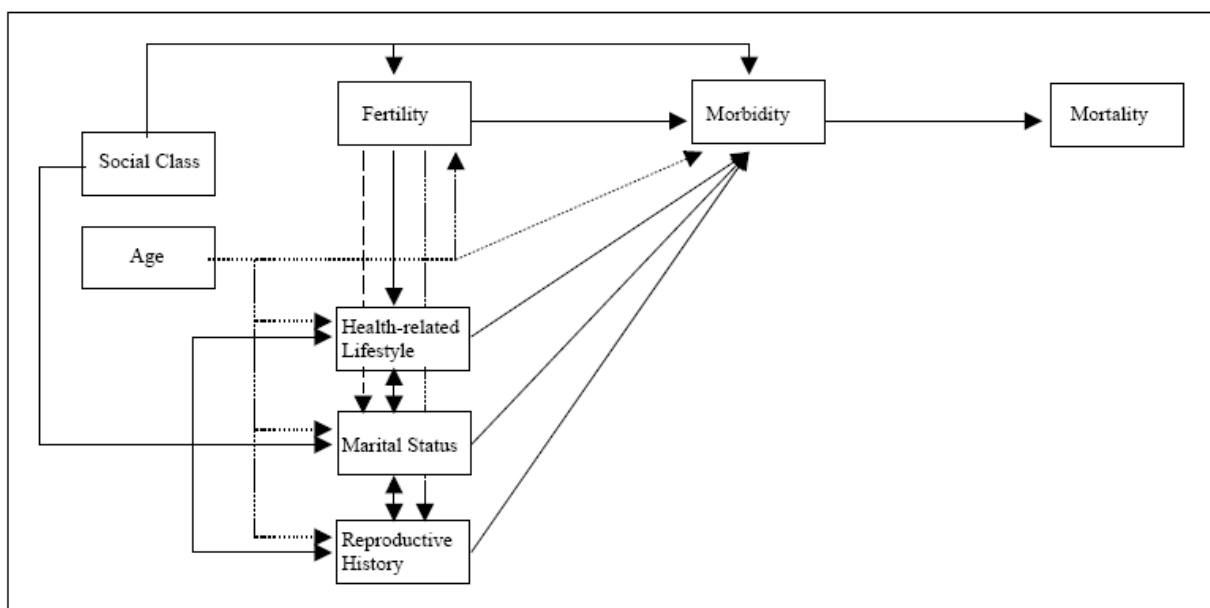 Fertility
Morbidity
Mortality
Social Class
Age
Health-related
Lifestyle
Marital Status
Reproductive
History